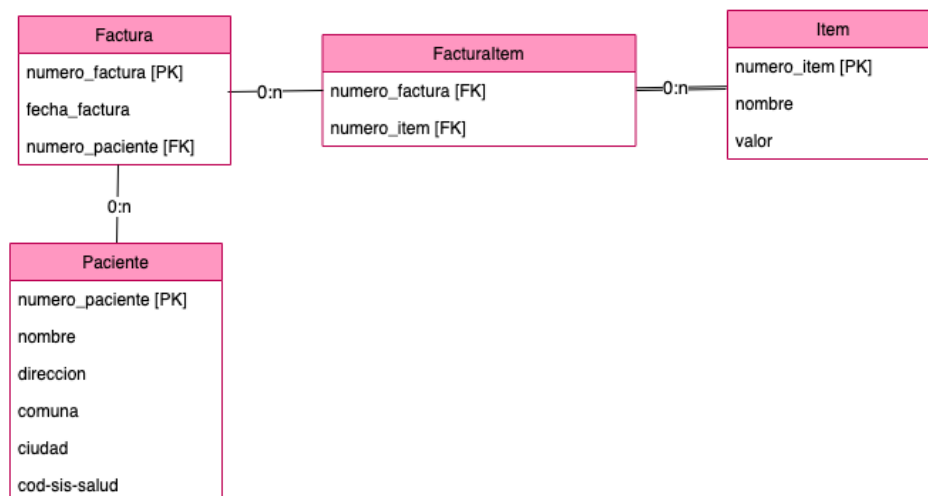 Factura
numero_factura [PK]
fecha_factura
numero_paciente [FK]
0:n
FacturaItem
numero_factura [FK]
numero_item [FK]
0:n
Item
numero_item [PK]
nombre
valor
0:n
Paciente
numero_paciente [PK]
nombre
direccion
comuna
ciudad
cod-sis-salud